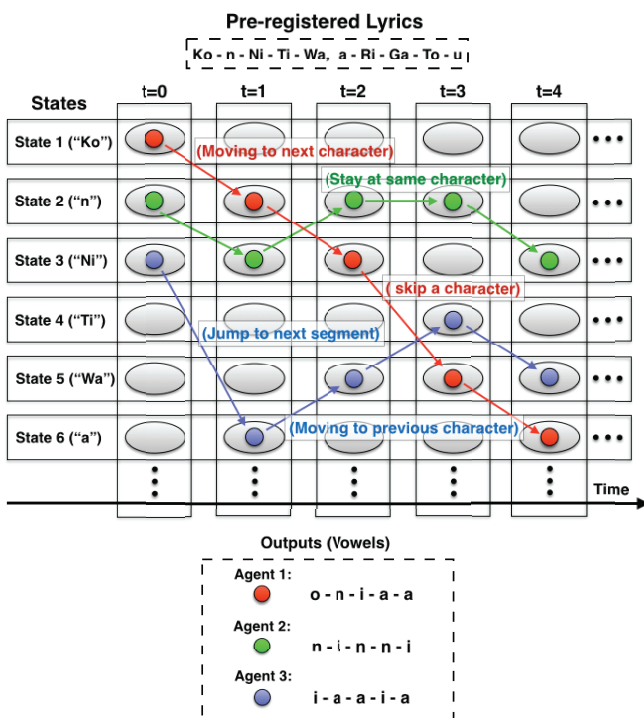 Pre-registered Lyrics
Ko - n - Ni - Ti - Wa, a - Ri - Ga - To - u
States
t=0 t=1 t=2 t=3 t=4
State 1 ("Ko")
(Moving to next character)
(Stay at same character)
State 2 ("n")
State 3 ("Ni")
( skip a character)
State 4 ("Ti")
(Jump to next segment)
State 5 ("Wa")
(Moving to previous character)
State 6 ("a")
Time
Outputs (Vowels)
Agent 1:
o - n - i - a - a
Agent 2:
n - i - n - n - i
Agent 3:
i - a - a - i - a